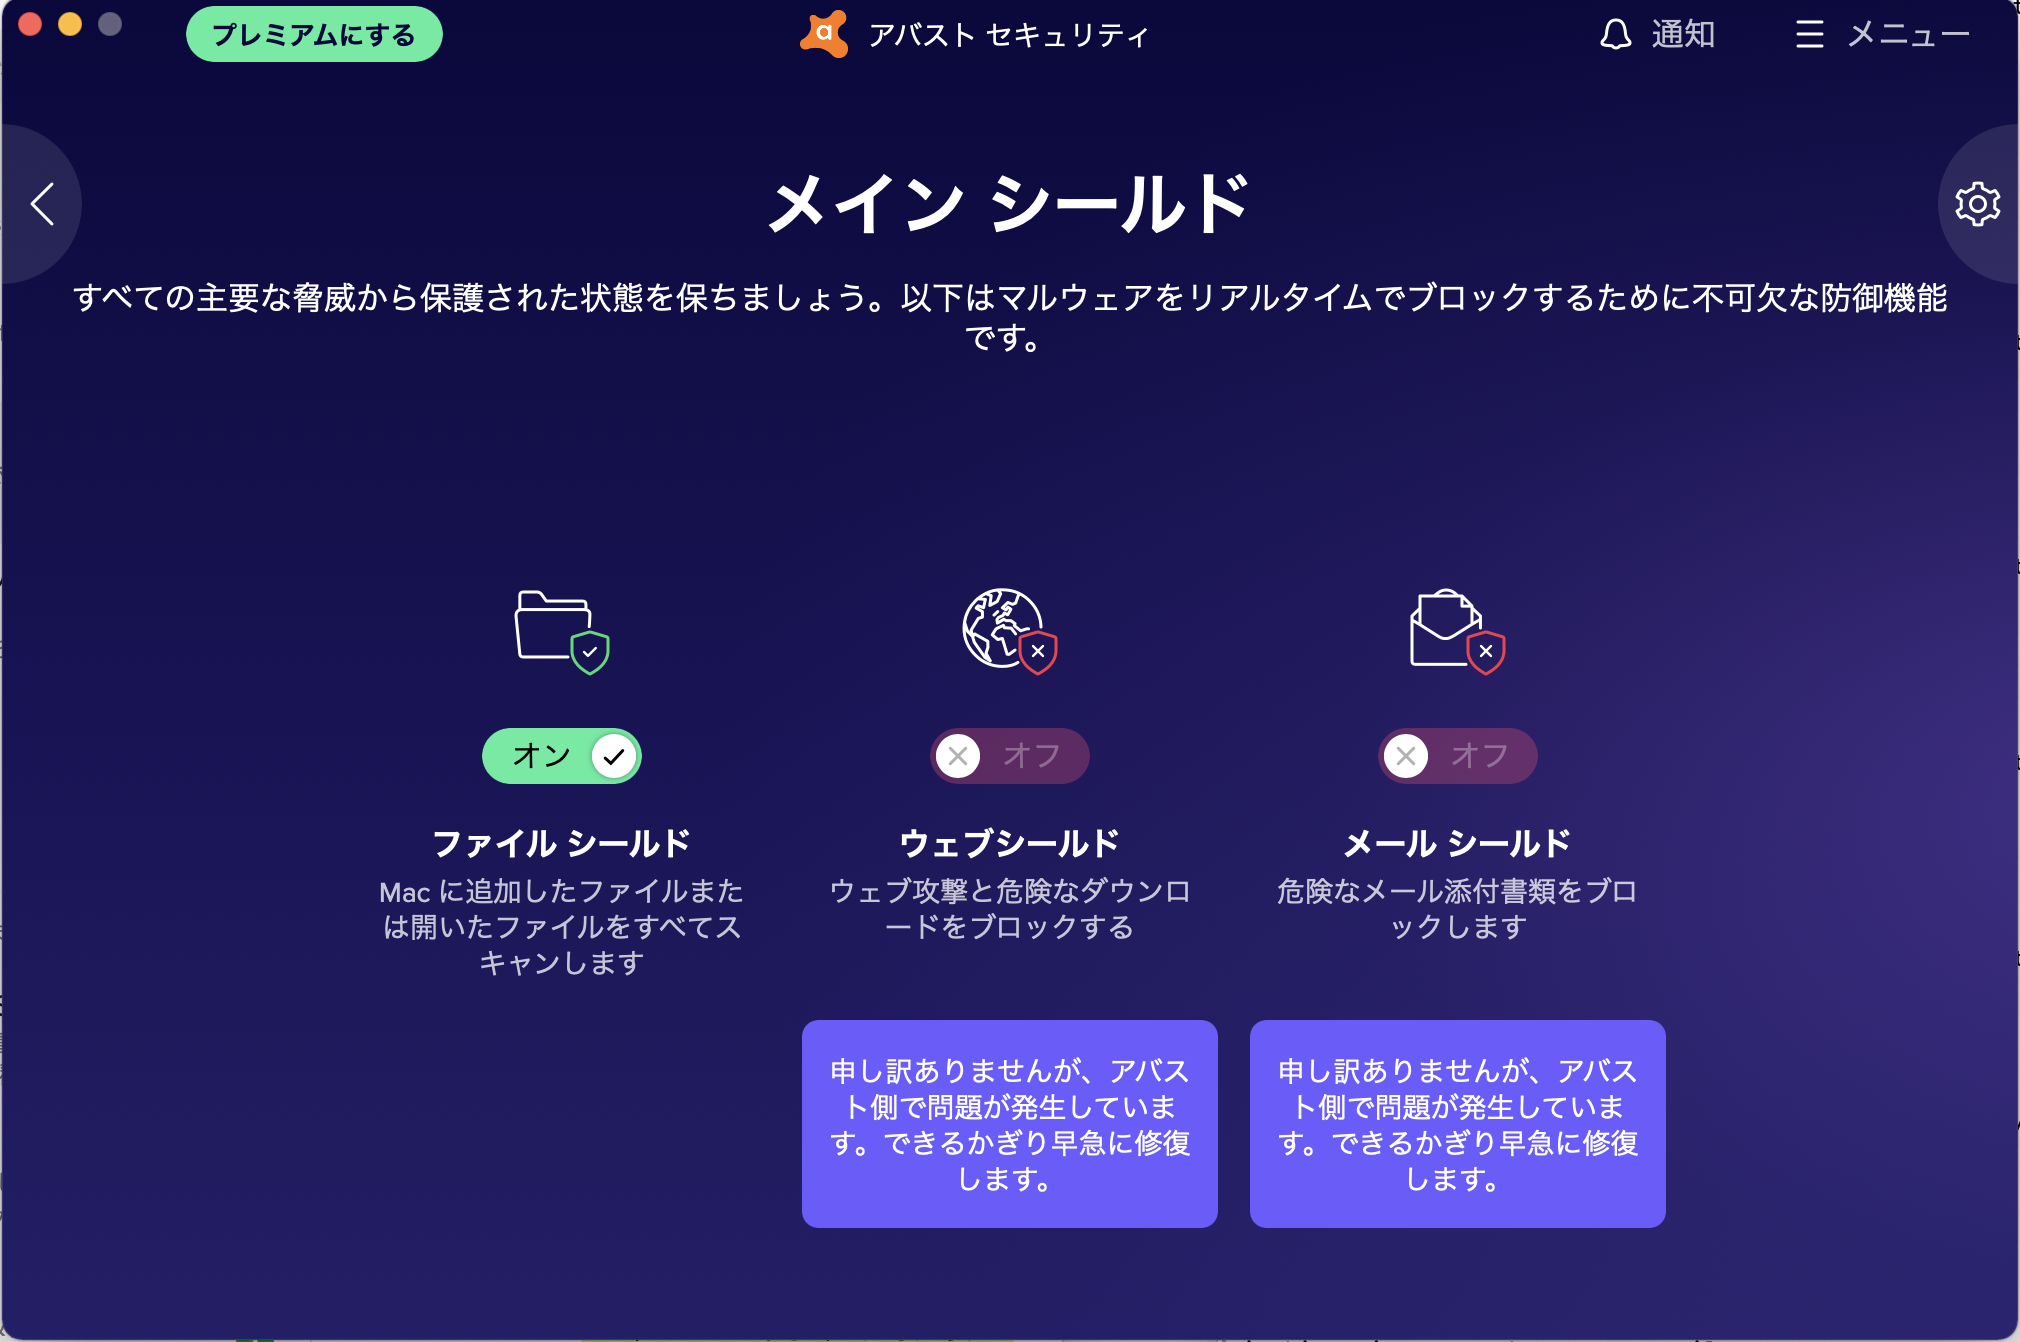 プレミアムにする
アバスト セキュリティ
通知
メニュー
メイン シールド
すべての主要な脅威から保護された状態を保ちましょう。以下はマルウェアをリアルタイムでブロックするために不可欠な防御機能
です。
オン
オフ
オフ
ファイル シールド
Mac に追加したファイルまた
は開いたファイルをすべてス
キャンします
ウェブシールド
ウェブ攻撃と危険なダウンロ
ードをブロックする
メール シールド
危険なメール添付書類をブロ
ックします
申し訳ありませんが、アバス
ト側で問題が発生していま
す。できるかぎり早急に修復
します。
申し訳ありませんが、アバス
ト側で問題が発生していま
す。できるかぎり早急に修復
します。